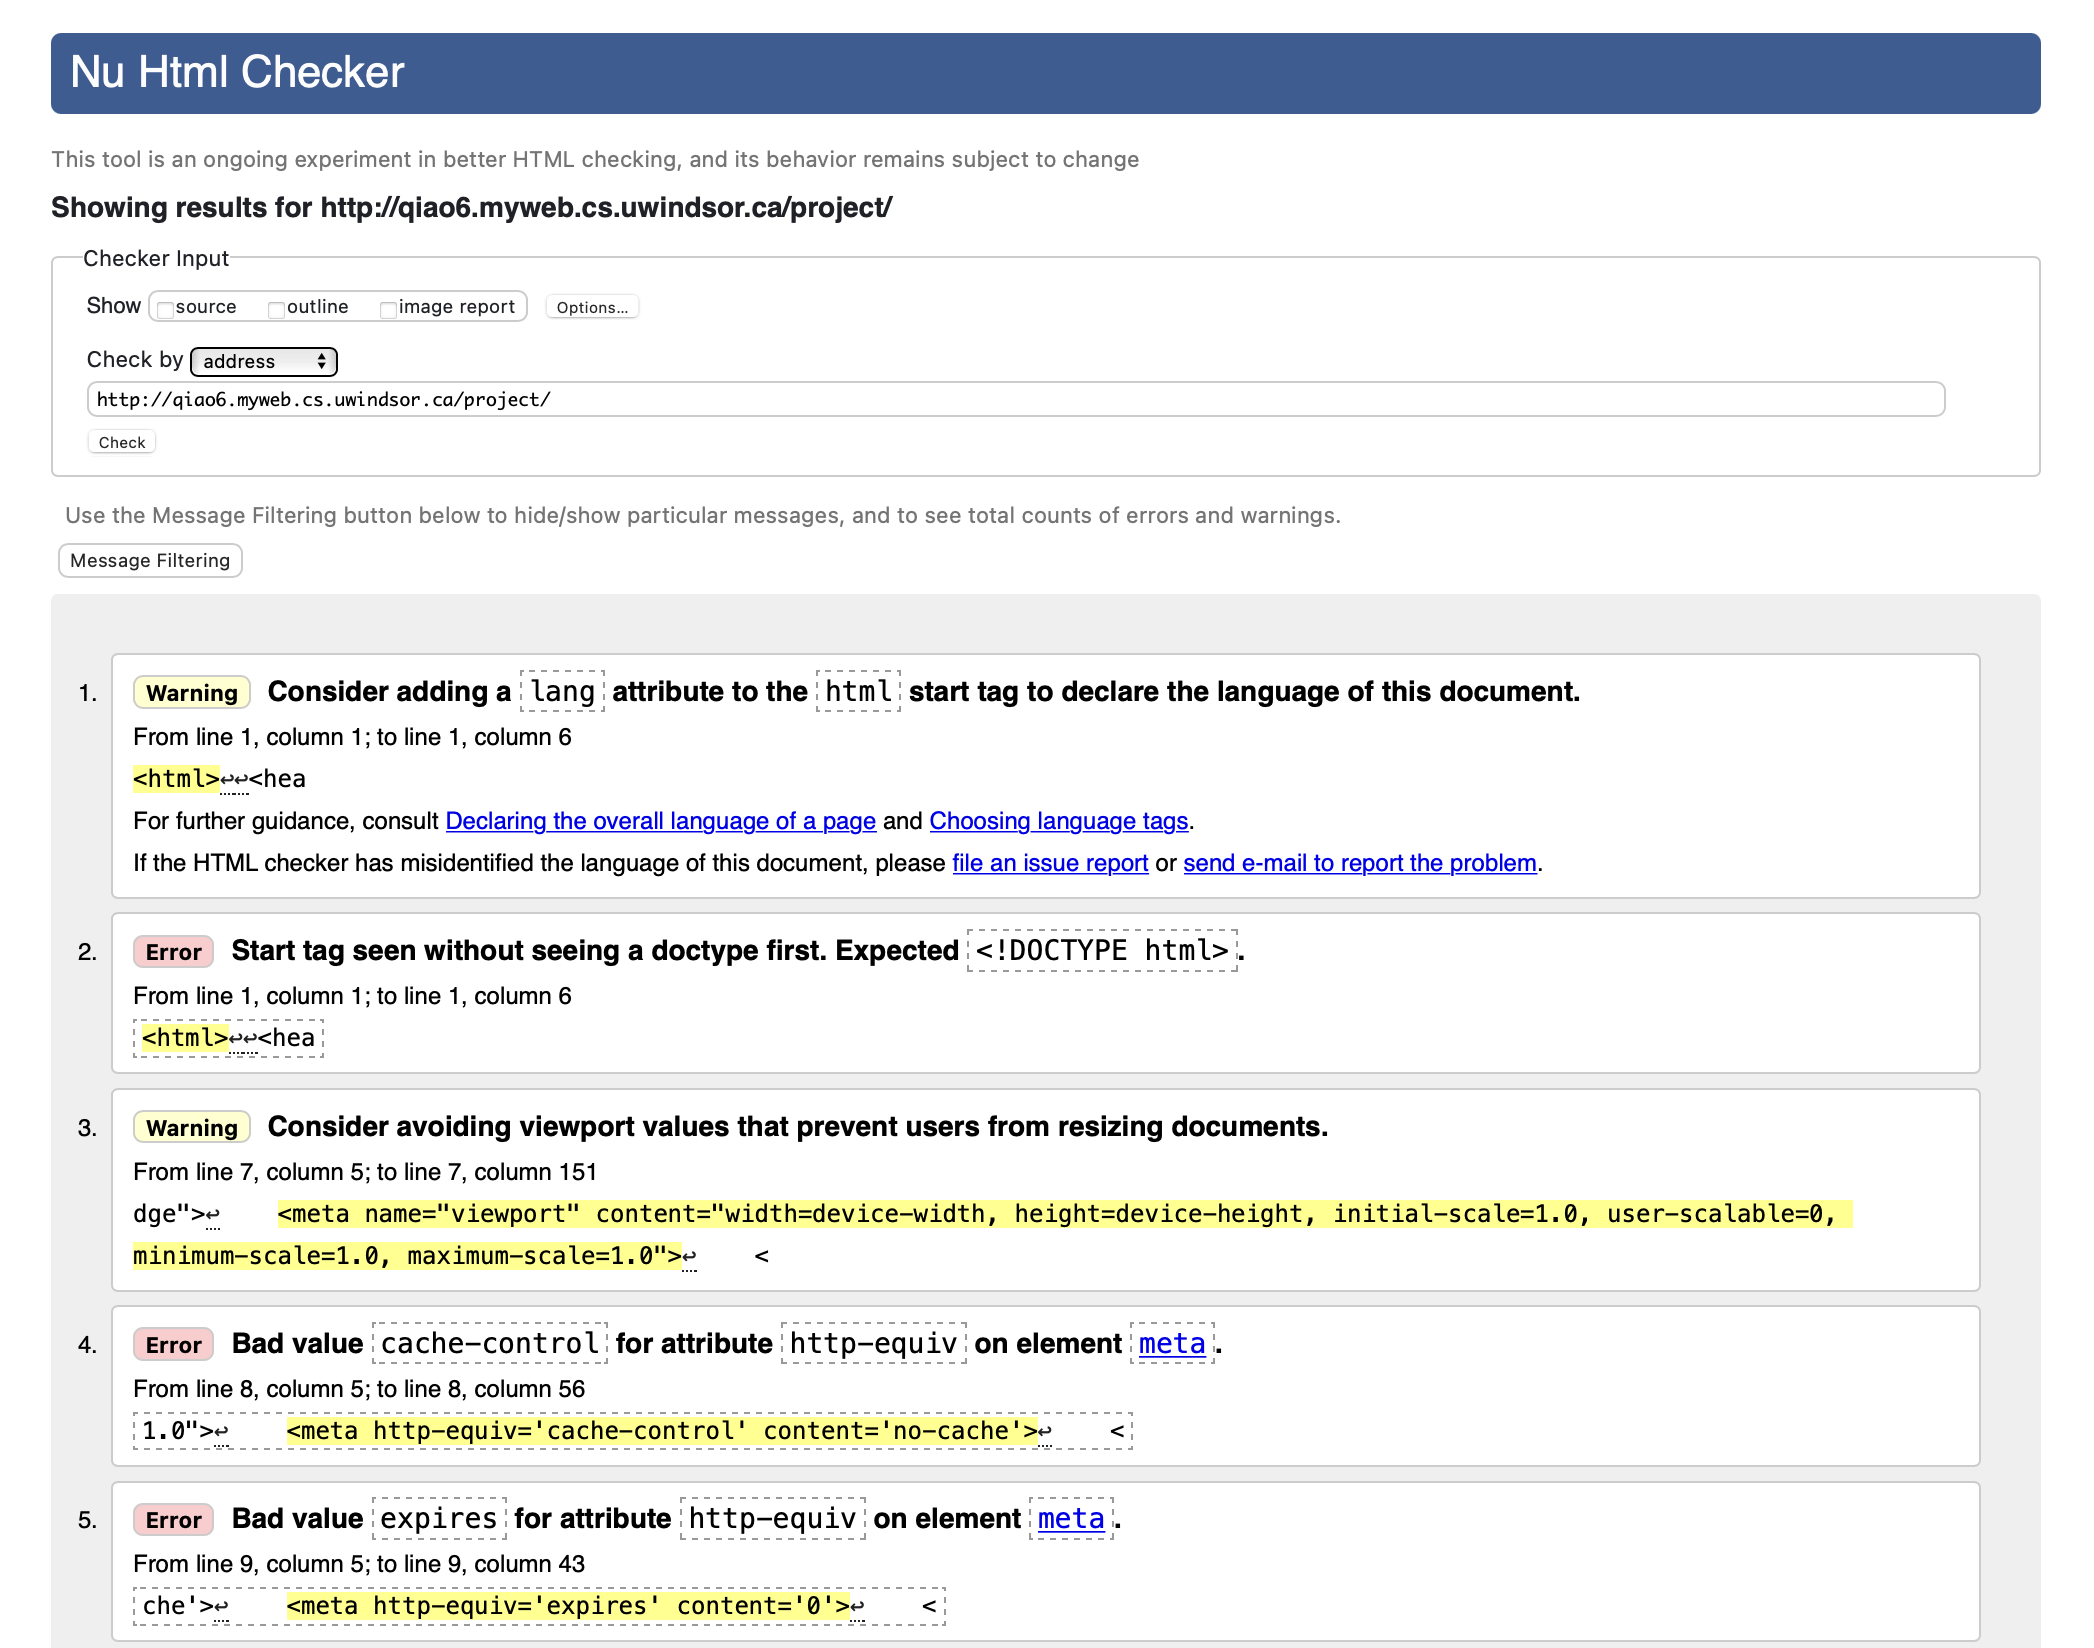 Nu Html Checker
This tool is an ongoing experiment in better HTML checking, and its behavior remains subject to change
Showing results for http://qiao6.myweb.cs.uwindsor.ca/project/
Checker Input
Show source outline image report Options...
Check by address
http://qiao6.myweb.cs.uwindsor.ca/project/
Check
Use the Message Filtering button below to hide/show particular messages, and to see total counts of errors and warnings.
Message Filtering
1. Warning Consider adding a lang attribute to the html start tag to declare the language of this document.
From line 1, column 1; to line 1, column 6
<html>↩↩<hea
For further guidance, consult Declaring the overall language of a page and Choosing language tags.
If the HTML checker has misidentified the language of this document, please file an issue report or send e-mail to report the problem.
2. Error Start tag seen without seeing a doctype first. Expected <!DOCTYPE html>.
From line 1, column 1; to line 1, column 6
<html>↩↩<hea
3. Warning Consider avoiding viewport values that prevent users from resizing documents.
From line 7, column 5; to line 7, column 151
dge">↩    <meta name="viewport" content="width=device-width, height=device-height, initial-scale=1.0, user-scalable=0,
minimum-scale=1.0, maximum-scale=1.0">↩    <
4. Error Bad value cache-control for attribute http-equiv on element meta.
From line 8, column 5; to line 8, column 56
1.0">↩    <meta http-equiv='cache-control' content='no-cache'>↩    <
5. Error Bad value expires for attribute http-equiv on element meta.
From line 9, column 5; to line 9, column 43
che'>↩    <meta http-equiv='expires' content='0'>↩    <